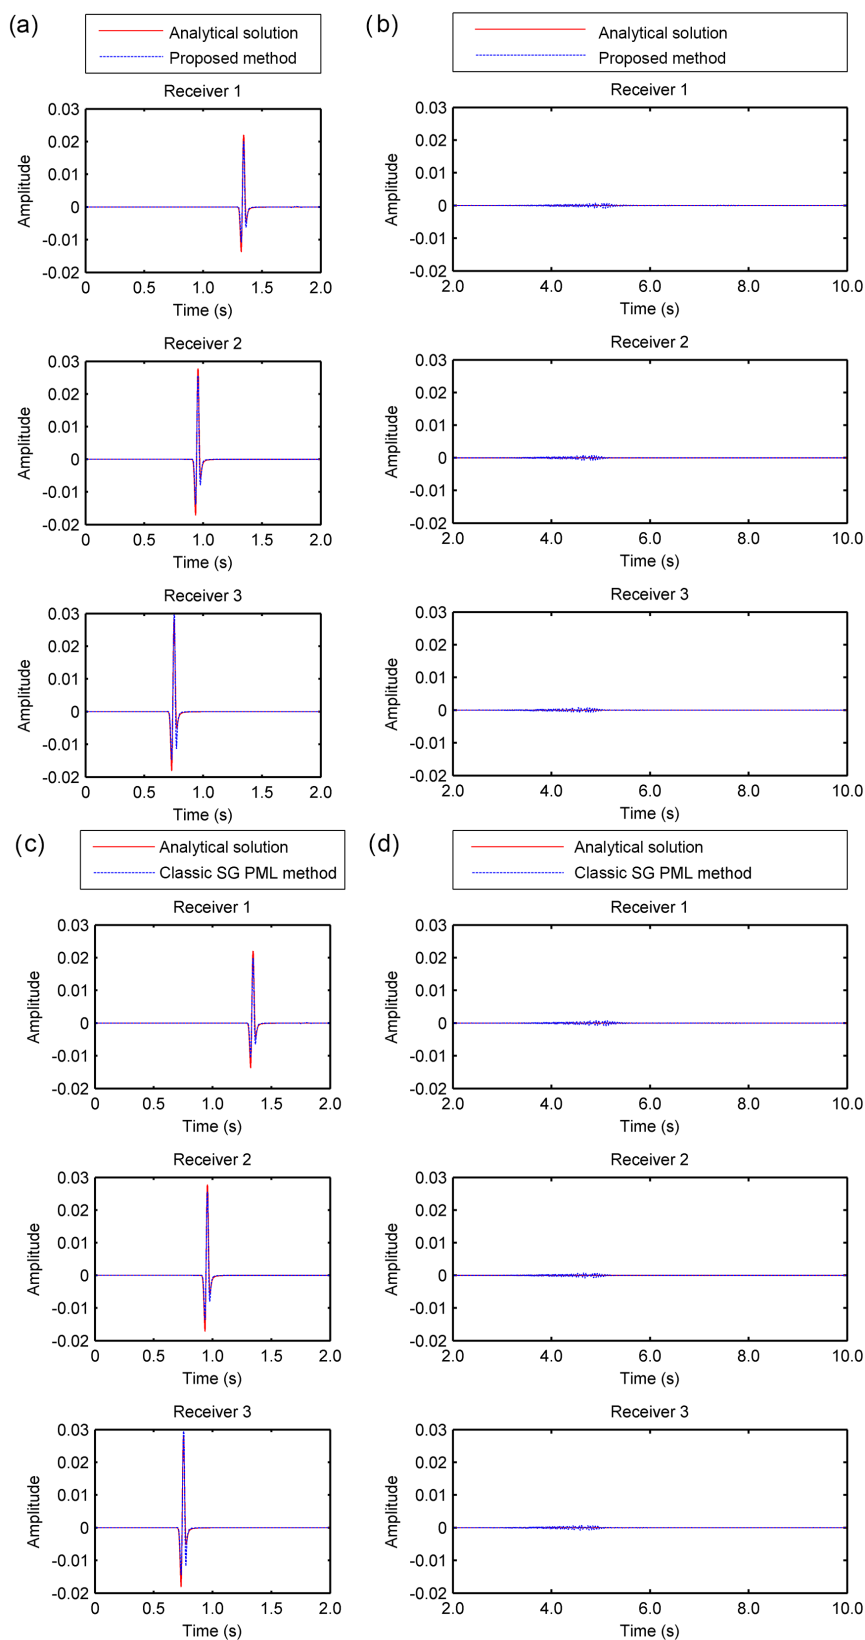 (a)
Analytical solution
Proposed method
Receiver 1
0.03
0.02
0.01
0
-0.01
-0.02
Amplitude
0 0.5 1.0 1.5 2.0
Time (s)
Receiver 2
0.03
0.02
0.01
0
-0.01
-0.02
Amplitude
0 0.5 1.0 1.5 2.0
Time (s)
Receiver 3
0.03
0.02
0.01
0
-0.01
-0.02
Amplitude
0 0.5 1.0 1.5 2.0
Time (s)
(b)
Analytical solution
Proposed method
Receiver 1
0.03
0.02
0.01
0
-0.01
-0.02
Amplitude
2.0 4.0 6.0 8.0 10.0
Time (s)
Receiver 2
0.03
0.02
0.01
0
-0.01
-0.02
Amplitude
2.0 4.0 6.0 8.0 10.0
Time (s)
Receiver 3
0.03
0.02
0.01
0
-0.01
-0.02
Amplitude
2.0 4.0 6.0 8.0 10.0
Time (s)
(c)
Analytical solution
Classic SG PML method
Receiver 1
0.03
0.02
0.01
0
-0.01
-0.02
Amplitude
0 0.5 1.0 1.5 2.0
Time (s)
Receiver 2
0.03
0.02
0.01
0
-0.01
-0.02
Amplitude
0 0.5 1.0 1.5 2.0
Time (s)
Receiver 3
0.03
0.02
0.01
0
-0.01
-0.02
Amplitude
0 0.5 1.0 1.5 2.0
Time (s)
(d)
Analytical solution
Classic SG PML method
Receiver 1
0.03
0.02
0.01
0
-0.01
-0.02
Amplitude
2.0 4.0 6.0 8.0 10.0
Time (s)
Receiver 2
0.03
0.02
0.01
0
-0.01
-0.02
Amplitude
2.0 4.0 6.0 8.0 10.0
Time (s)
Receiver 3
0.03
0.02
0.01
0
-0.01
-0.02
Amplitude
2.0 4.0 6.0 8.0 10.0
Time (s)